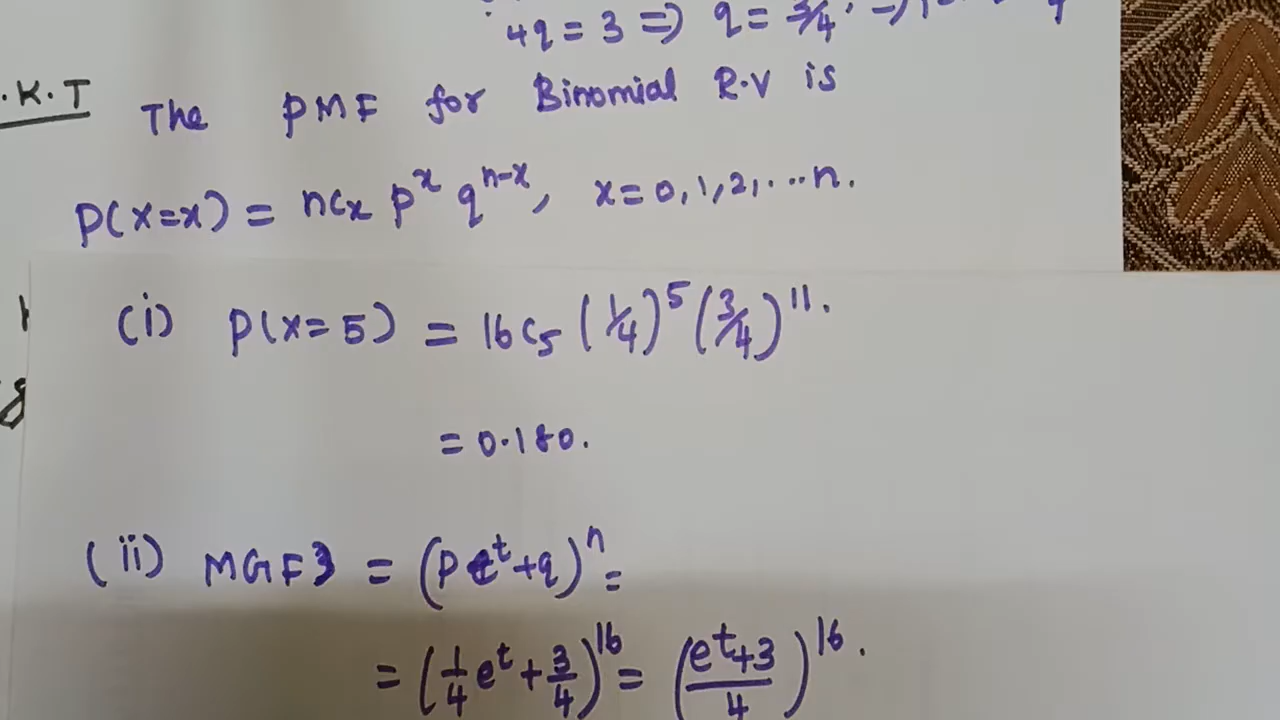 4q = 3 => q = 3/4, =>
.K.T The PMF for Binomial R.V is
P(X=x) = nCx p^x q^n-x, x=0,1,2,...n.
(i) P(X=5) = 16C5 (1/4)^5 (3/4)^11.
= 0.180.
(ii) MGF3 = (pe^t+q)^n =
= (1/4 e^t + 3/4)^16 = (e^t+3/4)^16.